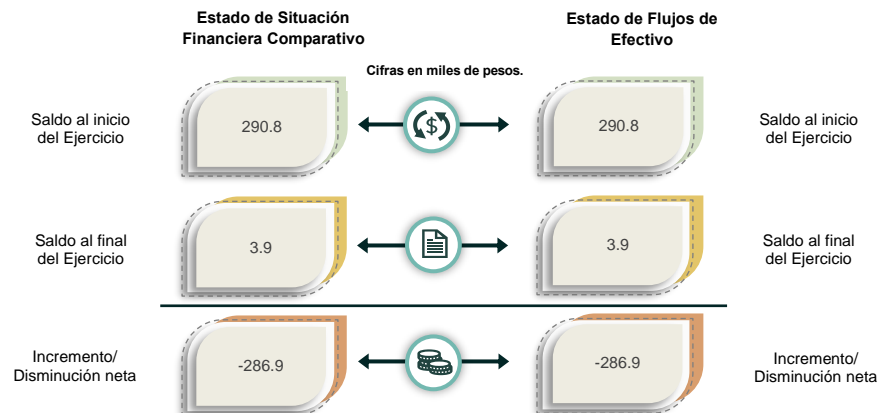 Estado de Situación
Financiera Comparativo
Estado de Flujos de
Efectivo
Cifras en miles de pesos.
Saldo al inicio
del Ejercicio
290.8
$
290.8
Saldo al inicio
del Ejercicio
Saldo al final
del Ejercicio
3.9
3.9
Saldo al final
del Ejercicio
Incremento/
Disminución neta
-286.9
-286.9
Incremento/
Disminución neta